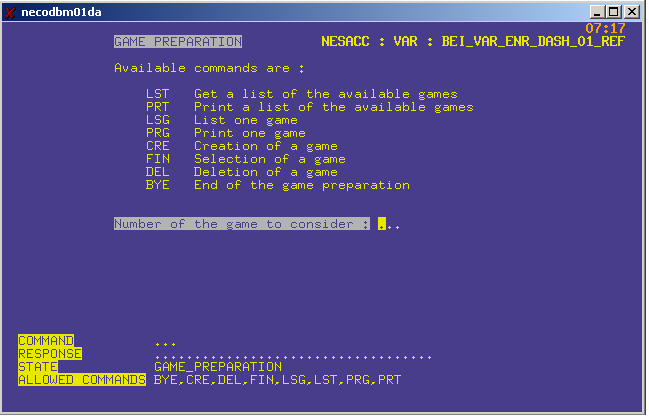 necodbm01da
07:17
GAME PREPARATION NESACC : VAR : BEI_VAR_ENR_DASH_01_REF
Available commands are :
LST Get a list of the available games
PRT Print a list of the available games
LSG List one game
PRG Print one game
CRE Creation of a game
FIN Selection of a game
DEL Deletion of a game
BYE End of the game preparation
Number of the game to consider : ...
COMMAND ...
RESPONSE ...................................
STATE GAME_PREPARATION
ALLOWED COMMANDS BYE,CRE,DEL,FIN,LSG,LST,PRG,PRT